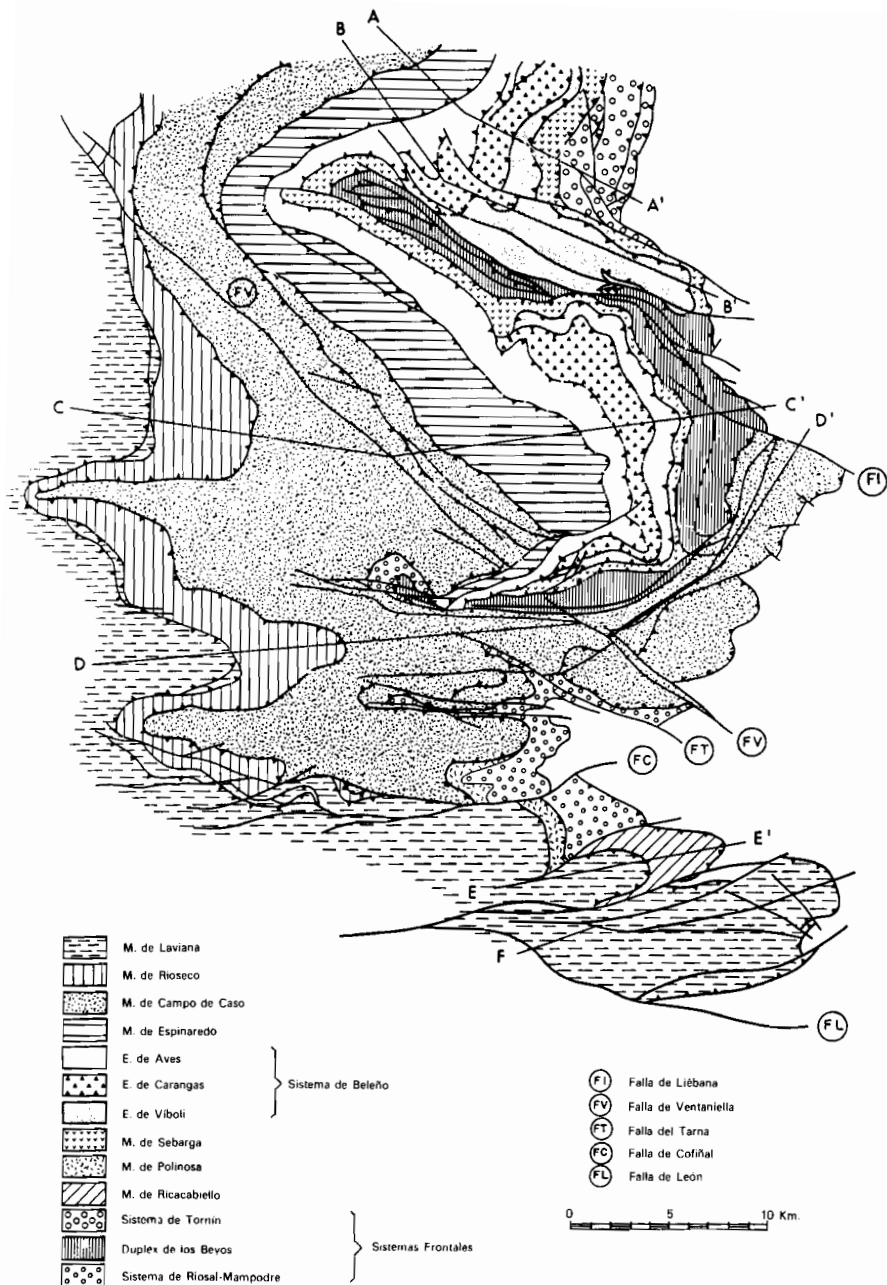 A
B
A'
FV
B'
C
C'
D'
FI
D
FT
FV
FC
E'
E
F
FL
M. de Laviana
M. de Rioseco
M. de Campo de Caso
M. de Espinaredo
E. de Aves
E. de Carangas
Sistema de Beleño
E. de Víboli
M. de Sebarga
M. de Polinosa
M. de Ricacabiello
Sistema de Tornín
Duplex de los Beyos
Sistemas Frontales
Sistema de Riosal-Mampodre
FI Falla de Liébana
FV Falla de Ventaniella
FT Falla del Tarna
FC Falla de Cofiñal
FL Falla de León
0 5 10 Km.